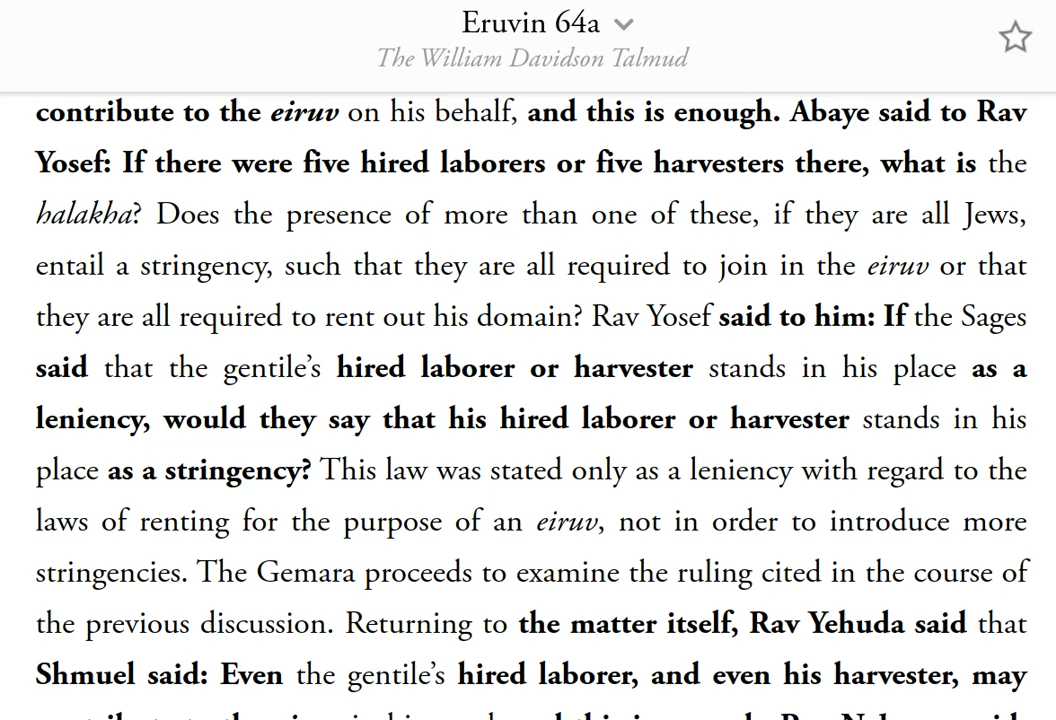 Eruvin 64a
The William Davidson Talmud
contribute to the eiruv on his behalf, and this is enough. Abaye said to Rav
Yosef: If there were five hired laborers or five harvesters there, what is the
halakha? Does the presence of more than one of these, if they are all Jews,
entail a stringency, such that they are all required to join in the eiruv or that
they are all required to rent out his domain? Rav Yosef said to him: If the Sages
said that the gentile’s hired laborer or harvester stands in his place as a
leniency, would they say that his hired laborer or harvester stands in his
place as a stringency? This law was stated only as a leniency with regard to the
laws of renting for the purpose of an eiruv, not in order to introduce more
stringencies. The Gemara proceeds to examine the ruling cited in the course of
the previous discussion. Returning to the matter itself, Rav Yehuda said that
Shmuel said: Even the gentile’s hired laborer, and even his harvester, may